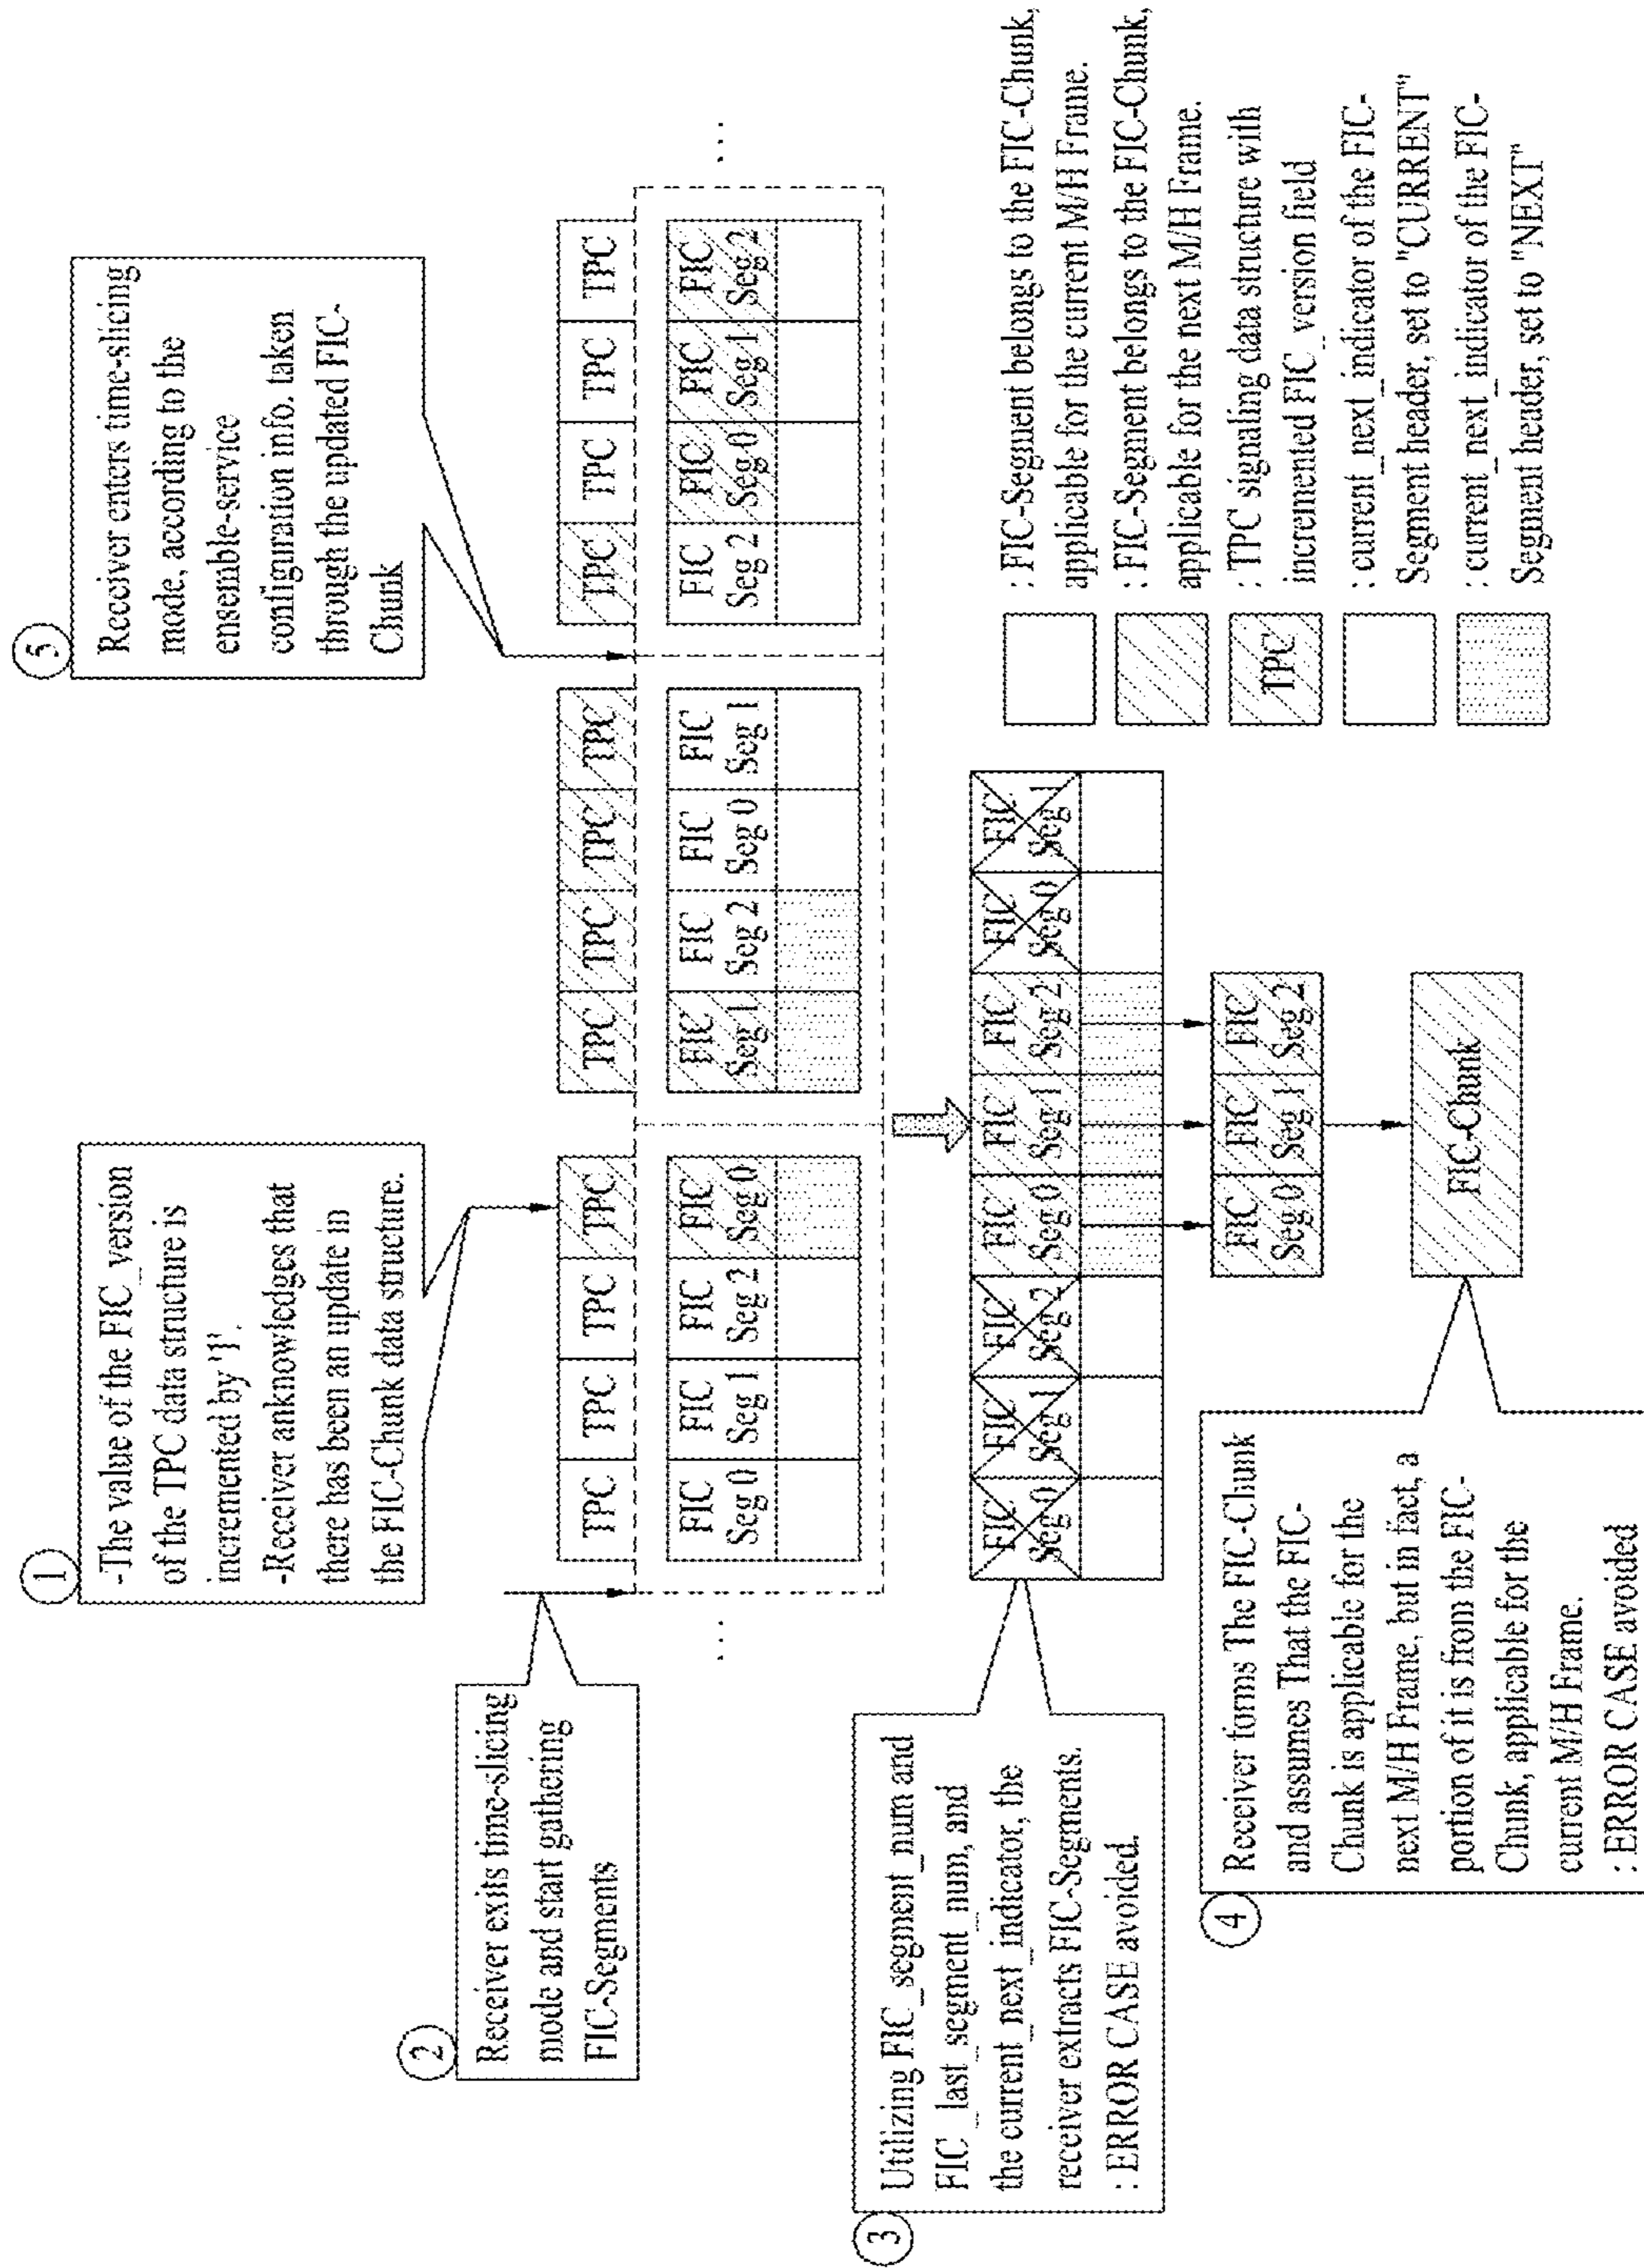 1
-The value of the FIC_version
of the TPC data structure is
incremented by '1'.
-Receiver anknowledges that
there has been an update in
the FIC-Chunk data structure.
5
Receiver enters time-slicing
mode, according to the
ensemble-service
configuration info. taken
through the updated FIC-
Chunk
2
Receiver exits time-slicing
mode and start gathering
FIC-Segments
TPC TPC TPC TPC TPC TPC TPC TPC TPC TPC TPC TPC
...
FIC Seg 0
FIC Seg 1
FIC Seg 2
FIC Seg 0
FIC Seg 1
FIC Seg 2
FIC Seg 0
FIC Seg 1
FIC Seg 2
FIC Seg 0
FIC Seg 1
FIC Seg 2
...
3
Utilizing FIC_segment_num and
FIC_last_segment_num, and
the current_next_indicator, the
receiver extracts FIC-Segments.
: ERROR CASE avoided.
FIC Seg 0
FIC Seg 1
FIC Seg 2
FIC Seg 0
FIC Seg 1
FIC Seg 2
FIC Seg 0
FIC Seg 1
4
Receiver forms The FIC-Chunk
and assumes That the FIC-
Chunk is applicable for the
next M/H Frame, but in fact, a
portion of it is from the FIC-
Chunk, applicable for the
current M/H Frame.
: ERROR CASE avoided
FIC Seg 0
FIC Seg 1
FIC Seg 2
FIC-Chunk
: FIC-Segment belongs to the FIC-Chunk,
applicable for the current M/H Frame.
: FIC-Segment belongs to the FIC-Chunk,
applicable for the next M/H Frame.
TPC
: TPC signaling data structure with
incremented FIC_version field
: current_next_indicator of the FIC-
Segment header, set to "CURRENT"
: current_next_indicator of the FIC-
Segment header, set to "NEXT"